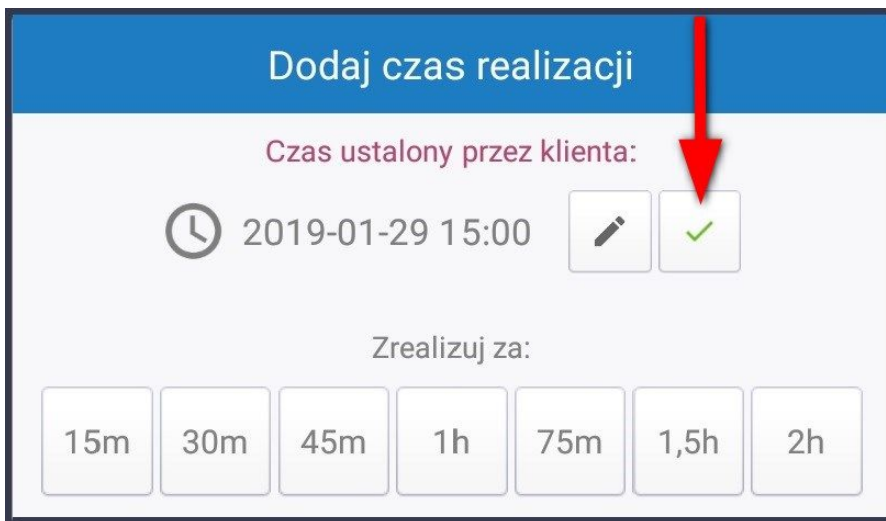 Dodaj czas realizacji
Czas ustalony przez klienta:
2019-01-29 15:00
Zrealizuj za:
15m 30m 45m 1h 75m 1,5h 2h